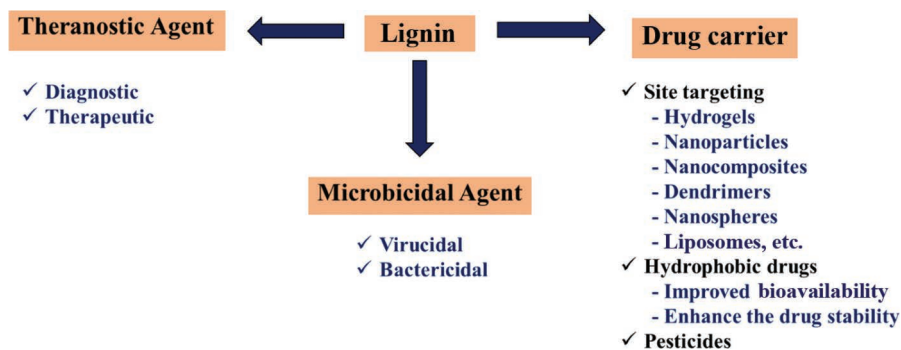 Theranostic Agent
✓ Diagnostic
✓ Therapeutic
Lignin
Microbicidal Agent
✓ Virucidal
✓ Bactericidal
Drug carrier
✓ Site targeting
- Hydrogels
- Nanoparticles
- Nanocomposites
- Dendrimers
- Nanospheres
- Liposomes, etc.
✓ Hydrophobic drugs
- Improved bioavailability
- Enhance the drug stability
✓ Pesticides